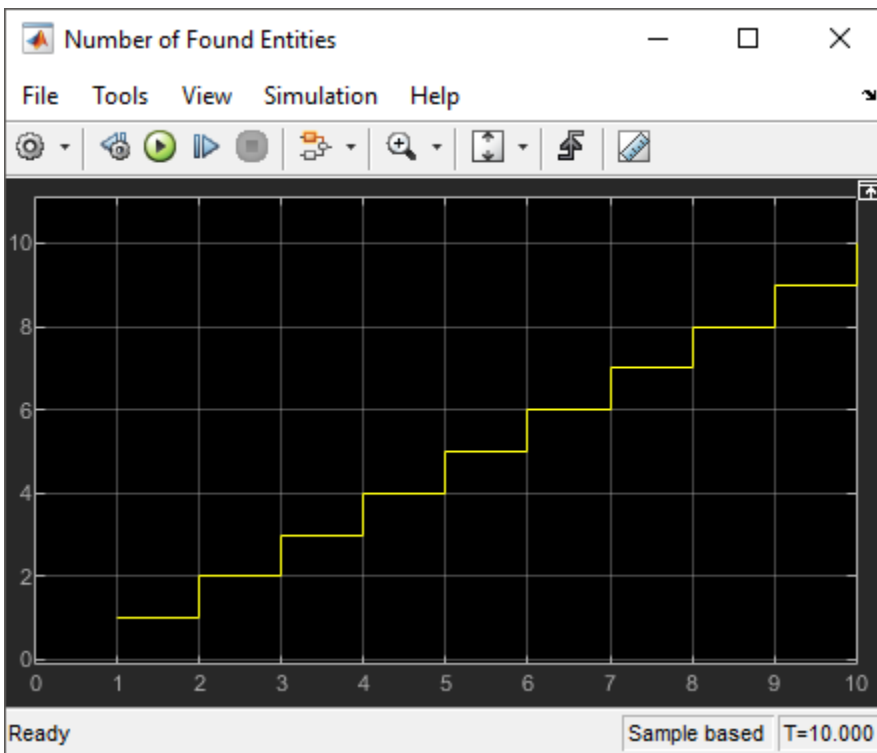 Number of Found Entities
File Tools View Simulation Help
10
8
6
4
2
0
0 1 2 3 4 5 6 7 8 9 10
Ready Sample based T=10.000